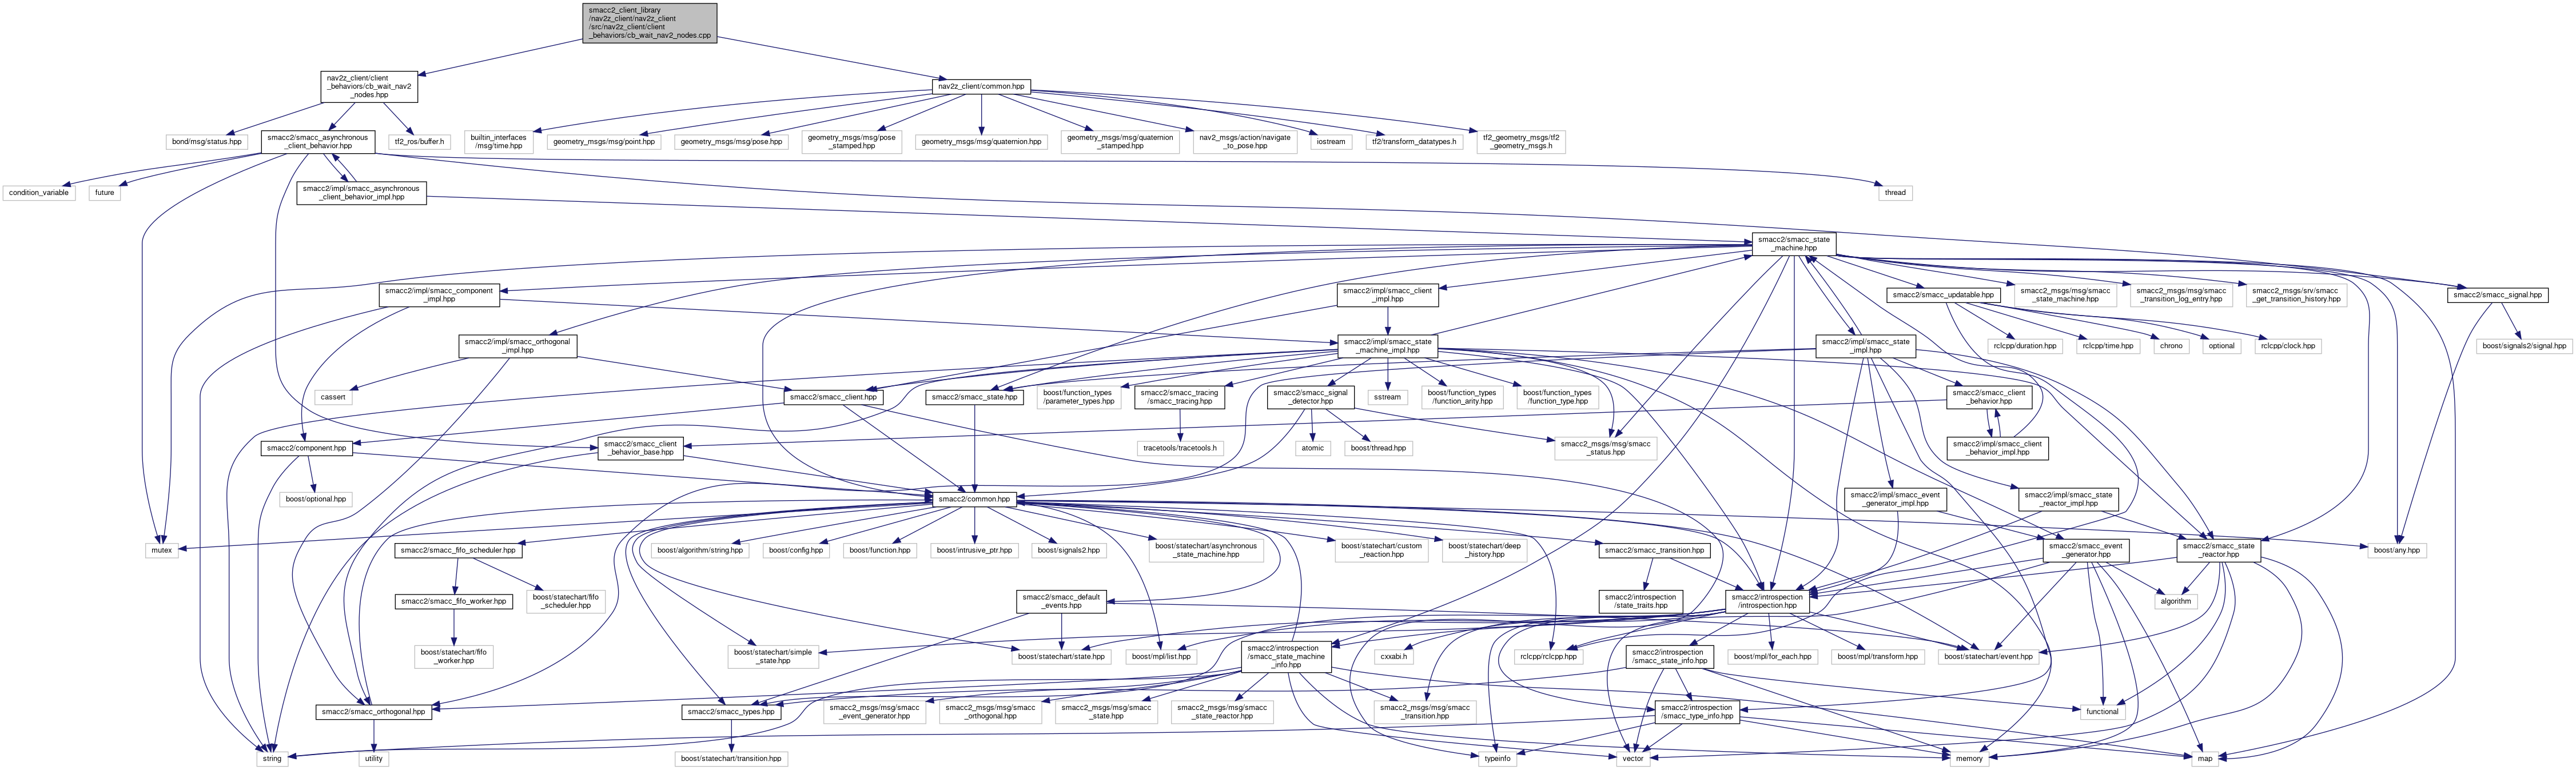 smacc2_client_library
/nav2z_client/nav2z_client
/src/nav2z_client/client
_behaviors/cb_wait_nav2_nodes.cpp
nav2z_client/client
_behaviors/cb_wait_nav2
_nodes.hpp
nav2z_client/common.hpp
bond/msg/status.hpp
smacc2/smacc_asynchronous
_client_behavior.hpp
tf2_ros/buffer.h
builtin_interfaces
/msg/time.hpp
geometry_msgs/msg/point.hpp
geometry_msgs/msg/pose.hpp
geometry_msgs/msg/pose
_stamped.hpp
geometry_msgs/msg/quaternion.hpp
geometry_msgs/msg/quaternion
_stamped.hpp
nav2_msgs/action/navigate
_to_pose.hpp
iostream
tf2/transform_datatypes.h
tf2_geometry_msgs/tf2
_geometry_msgs.h
condition_variable
future
smacc2/impl/smacc_asynchronous
_client_behavior_impl.hpp
thread
smacc2/smacc_state
_machine.hpp
smacc2/impl/smacc_component
_impl.hpp
smacc2/impl/smacc_client
_impl.hpp
smacc2/smacc_updatable.hpp
smacc2_msgs/msg/smacc
_state_machine.hpp
smacc2_msgs/msg/smacc
_transition_log_entry.hpp
smacc2_msgs/srv/smacc
_get_transition_history.hpp
smacc2/smacc_signal.hpp
smacc2/impl/smacc_orthogonal
_impl.hpp
smacc2/impl/smacc_state
_machine_impl.hpp
smacc2/impl/smacc_state
_impl.hpp
rclcpp/duration.hpp
rclcpp/time.hpp
chrono
optional
rclcpp/clock.hpp
boost/signals2/signal.hpp
cassert
smacc2/smacc_client.hpp
smacc2/smacc_state.hpp
boost/function_types
/parameter_types.hpp
smacc2/smacc_tracing
/smacc_tracing.hpp
smacc2/smacc_signal
_detector.hpp
sstream
boost/function_types
/function_arity.hpp
boost/function_types
/function_type.hpp
smacc2/smacc_client
_behavior.hpp
smacc2/component.hpp
smacc2/smacc_client
_behavior_base.hpp
tracetools/tracetools.h
atomic
boost/thread.hpp
smacc2_msgs/msg/smacc
_status.hpp
smacc2/impl/smacc_client
_behavior_impl.hpp
boost/optional.hpp
smacc2/common.hpp
smacc2/impl/smacc_event
_generator_impl.hpp
smacc2/impl/smacc_state
_reactor_impl.hpp
mutex
smacc2/smacc_fifo_scheduler.hpp
boost/algorithm/string.hpp
boost/config.hpp
boost/function.hpp
boost/intrusive_ptr.hpp
boost/signals2.hpp
boost/statechart/asynchronous
_state_machine.hpp
boost/statechart/custom
_reaction.hpp
boost/statechart/deep
_history.hpp
smacc2/smacc_transition.hpp
smacc2/smacc_event
_generator.hpp
smacc2/smacc_state
_reactor.hpp
boost/any.hpp
smacc2/smacc_fifo_worker.hpp
boost/statechart/fifo
_scheduler.hpp
smacc2/smacc_default
_events.hpp
smacc2/introspection
/state_traits.hpp
smacc2/introspection
/introspection.hpp
algorithm
boost/statechart/fifo
_worker.hpp
boost/statechart/simple
_state.hpp
boost/statechart/state.hpp
boost/mpl/list.hpp
smacc2/introspection
/smacc_state_machine
_info.hpp
cxxabi.h
rclcpp/rclcpp.hpp
smacc2/introspection
/smacc_state_info.hpp
boost/mpl/for_each.hpp
boost/mpl/transform.hpp
boost/statechart/event.hpp
smacc2/smacc_orthogonal.hpp
smacc2/smacc_types.hpp
smacc2_msgs/msg/smacc
_event_generator.hpp
smacc2_msgs/msg/smacc
_orthogonal.hpp
smacc2_msgs/msg/smacc
_state.hpp
smacc2_msgs/msg/smacc
_state_reactor.hpp
smacc2_msgs/msg/smacc
_transition.hpp
smacc2/introspection
/smacc_type_info.hpp
functional
string
utility
boost/statechart/transition.hpp
typeinfo
vector
memory
map